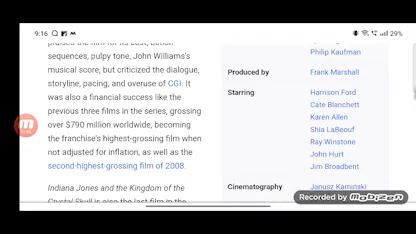 9:16
29%
praises the film for its cast, action
sequences, pulpy tone, John Williams's
musical score, but criticized the dialogue,
storyline, pacing, and overuse of CGI. It
was also a financial success like the
previous three films in the series, grossing
over $790 million worldwide, becoming
the franchise's highest-grossing film when
not adjusted for inflation, as well as the
second-highest-grossing film of 2008.
Indiana Jones and the Kingdom of the
Crystal Skull is also the last film in the
Philip Kaufman
Produced by Frank Marshall
Starring Harrison Ford
Cate Blanchett
Karen Allen
Shia LaBeouf
Ray Winstone
John Hurt
Jim Broadbent
Cinematography Janusz Kamiński
Recorded by Mobizen